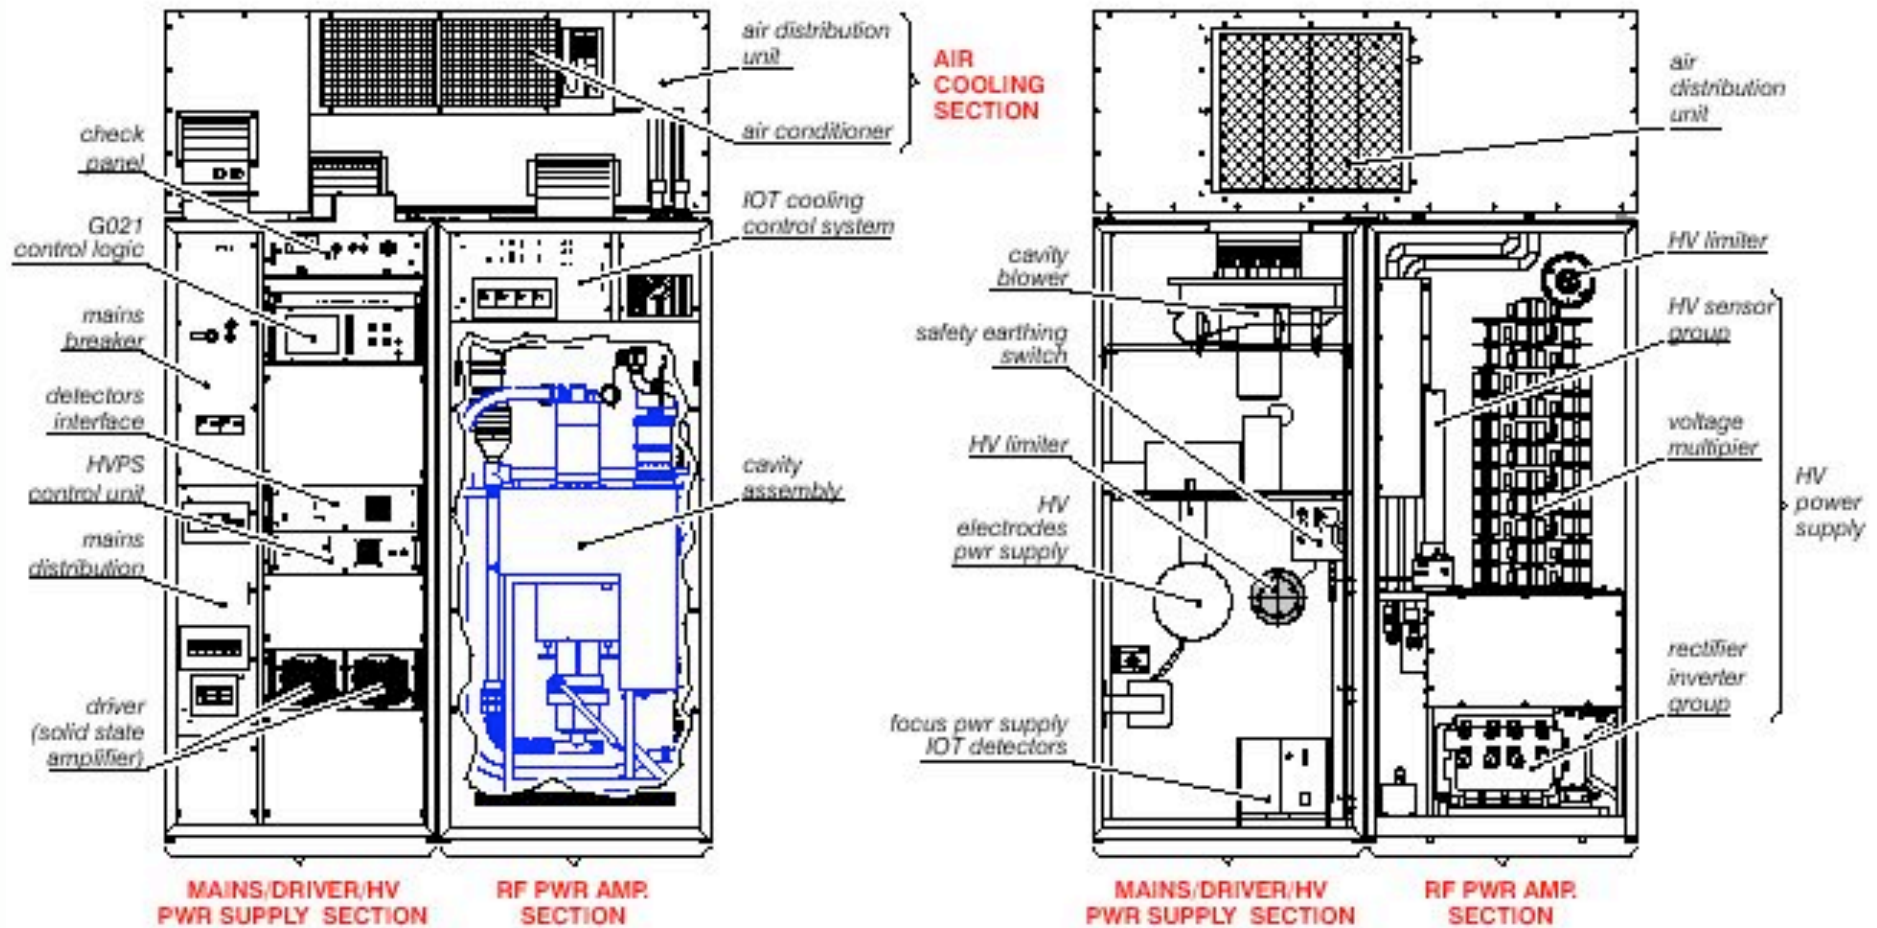 air distribution
unit
AIR
COOLING
SECTION
air conditioner
check
panel
G021
control logic
mains
breaker
detectors
interface
HVPS
control unit
mains
distribution
driver
(solid state
amplifier)
IOT cooling
control system
cavity
assembly
MAINS/DRIVER/HV
PWR SUPPLY SECTION
RF PWR AMP.
SECTION
air
distribution
unit
cavity
blower
safety earthing
switch
HV limiter
HV
electrodes
pwr supply
focus pwr supply
IOT detectors
HV limiter
HV sensor
group
voltage
multipier
HV
power
supply
rectifier
inverter
group
MAINS/DRIVER/HV
PWR SUPPLY SECTION
RF PWR AMP.
SECTION